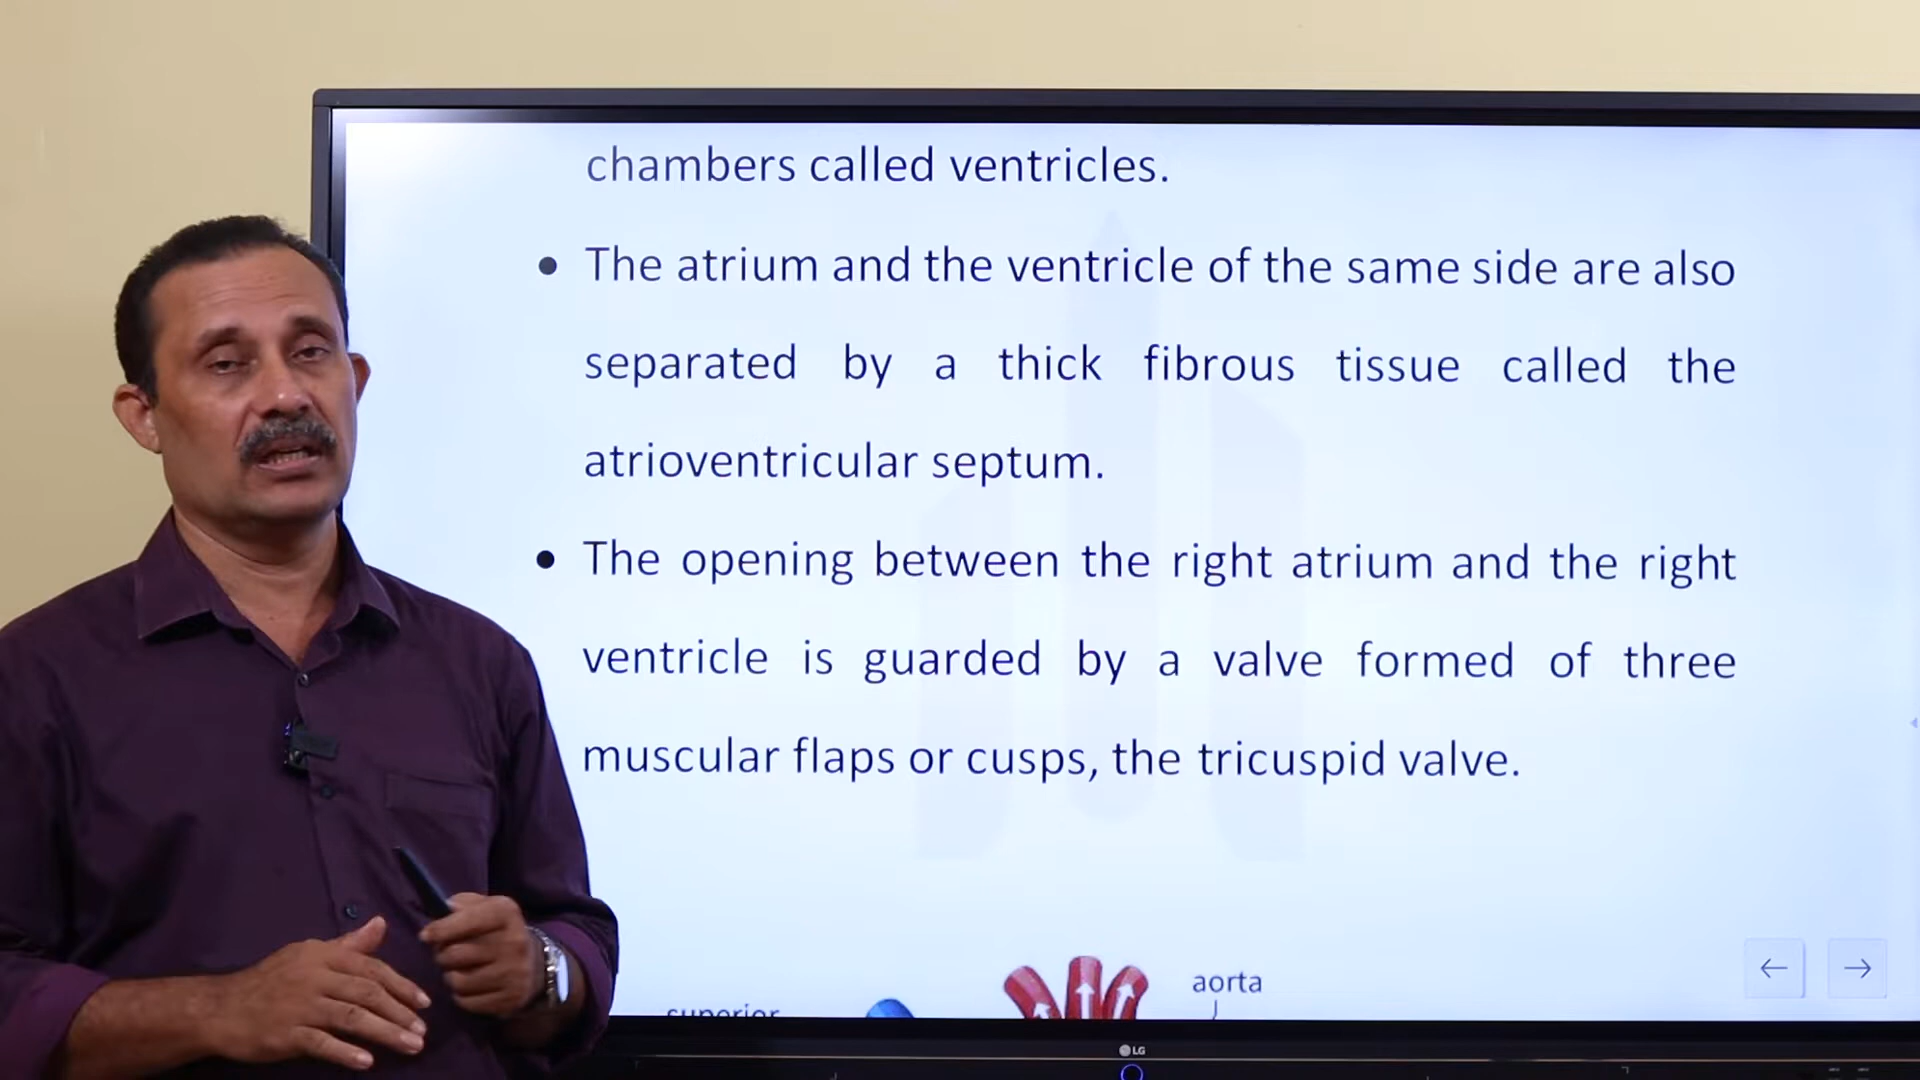 chambers called ventricles.
• The atrium and the ventricle of the same side are also
separated by a thick fibrous tissue called the
atrioventricular septum.
• The opening between the right atrium and the right
ventricle is guarded by a valve formed of three
muscular flaps or cusps, the tricuspid valve.
aorta
superior
LG